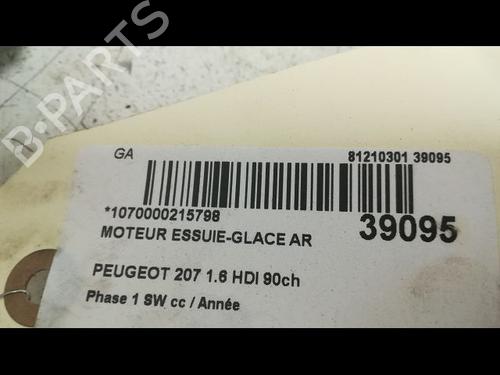 B-PARTS
GA
81210301 39095
*1070000215798
39095
MOTEUR ESSUIE-GLACE AR
PEUGEOT 207 1.6 HDI 90ch
Phase 1 SW cc / Année